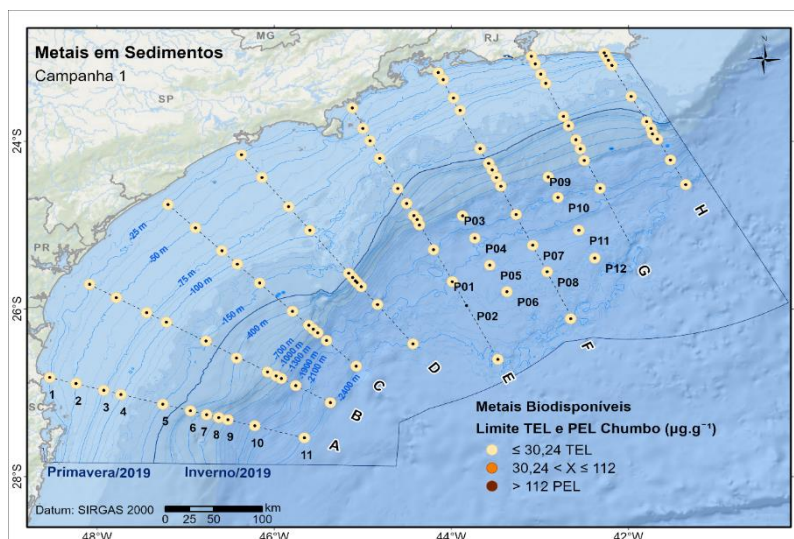 Metais em Sedimentos
Campanha 1
MG
RJ
SP
PR
SC
24°S
26°S
28°S
-25 m
-50 m
-75 m
-100 m
-150 m
-400 m
-700 m
-1000 m
-1300 m
-1900 m
-2100 m
-2400 m
P09
P10
P03
P04
P11
P07
P12
P05
P08
P01
P06
P02
H
G
F
E
D
C
B
A
1
2
3
4
5
6
7
8
9
10
11
Primavera/2019
Inverno/2019
Metais Biodisponíveis
Limite TEL e PEL Chumbo (µg.g⁻¹)
≤ 30,24 TEL
30,24 < X ≤ 112
> 112 PEL
Datum: SIRGAS 2000
0 25 50 100
km
48°W
46°W
44°W
42°W